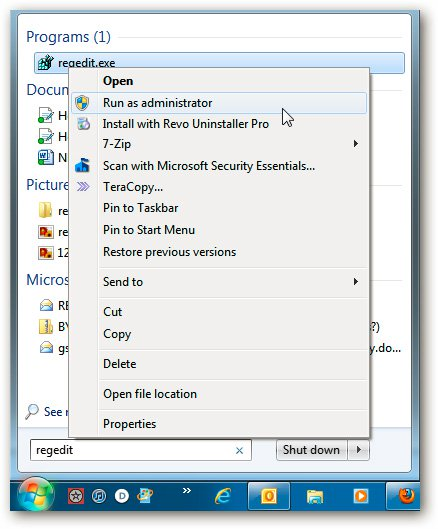 Programs (1)
regedit.exe
Open
Run as administrator
Install with Revo Uninstaller Pro
7-Zip
Scan with Microsoft Security Essentials...
TeraCopy...
Pin to Taskbar
Pin to Start Menu
Restore previous versions
Send to
Cut
Copy
Delete
Open file location
Properties
Docum
H
H
N
Picture
re
re
12
Micros
RE
BY
?)
gs
y.do...
See r
regedit
Shut down